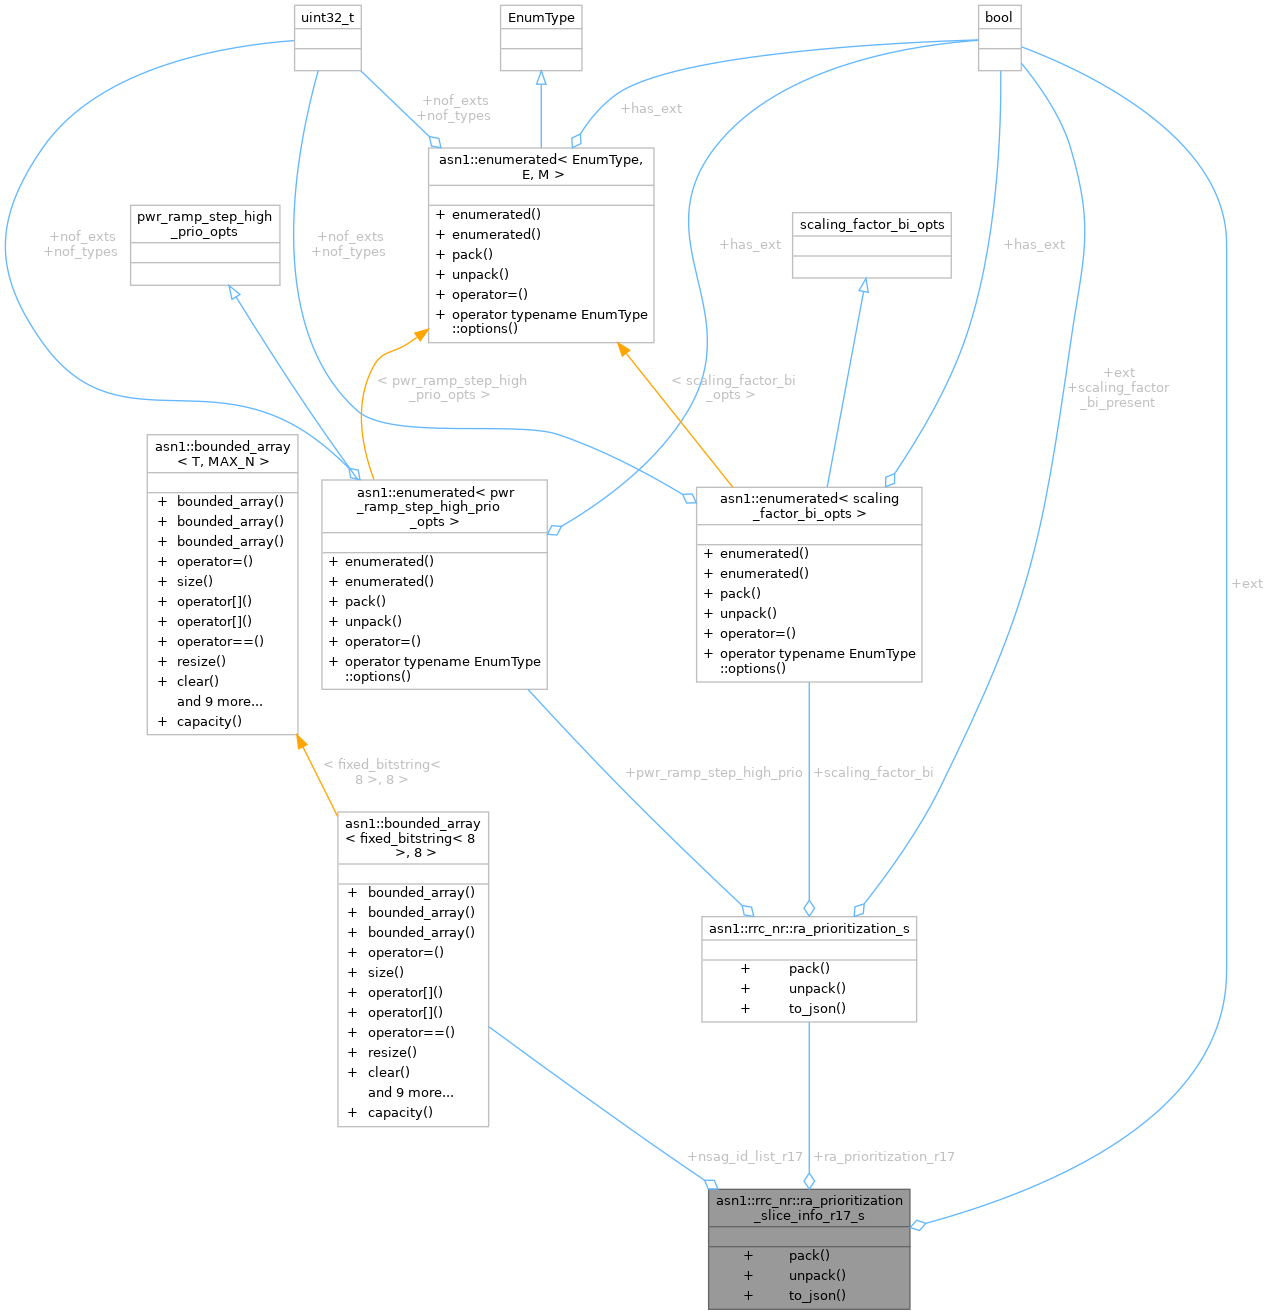 uint32_t
EnumType
bool
+nof_exts
+nof_types
+has_ext
asn1::enumerated< EnumType,
E, M >
+ enumerated()
+ enumerated()
+ pack()
+ unpack()
+ operator=()
+ operator typename EnumType
::options()
pwr_ramp_step_high
_prio_opts
scaling_factor_bi_opts
+nof_exts
+nof_types
+nof_exts
+nof_types
+has_ext
+has_ext
< pwr_ramp_step_high
_prio_opts >
< scaling_factor_bi
_opts >
+ext
+scaling_factor
_bi_present
asn1::bounded_array
< T, MAX_N >
+ bounded_array()
+ bounded_array()
+ bounded_array()
+ operator=()
+ size()
+ operator[]()
+ operator[]()
+ operator==()
+ resize()
+ clear()
and 9 more...
+ capacity()
asn1::enumerated< pwr
_ramp_step_high_prio
_opts >
+ enumerated()
+ enumerated()
+ pack()
+ unpack()
+ operator=()
+ operator typename EnumType
::options()
asn1::enumerated< scaling
_factor_bi_opts >
+ enumerated()
+ enumerated()
+ pack()
+ unpack()
+ operator=()
+ operator typename EnumType
::options()
+ext
< fixed_bitstring<
8 >, 8 >
+pwr_ramp_step_high_prio
+scaling_factor_bi
asn1::bounded_array
< fixed_bitstring< 8
>, 8 >
+ bounded_array()
+ bounded_array()
+ bounded_array()
+ operator=()
+ size()
+ operator[]()
+ operator[]()
+ operator==()
+ resize()
+ clear()
and 9 more...
+ capacity()
asn1::rrc_nr::ra_prioritization_s
+ pack()
+ unpack()
+ to_json()
+nsag_id_list_r17
+ra_prioritization_r17
asn1::rrc_nr::ra_prioritization
_slice_info_r17_s
+ pack()
+ unpack()
+ to_json()